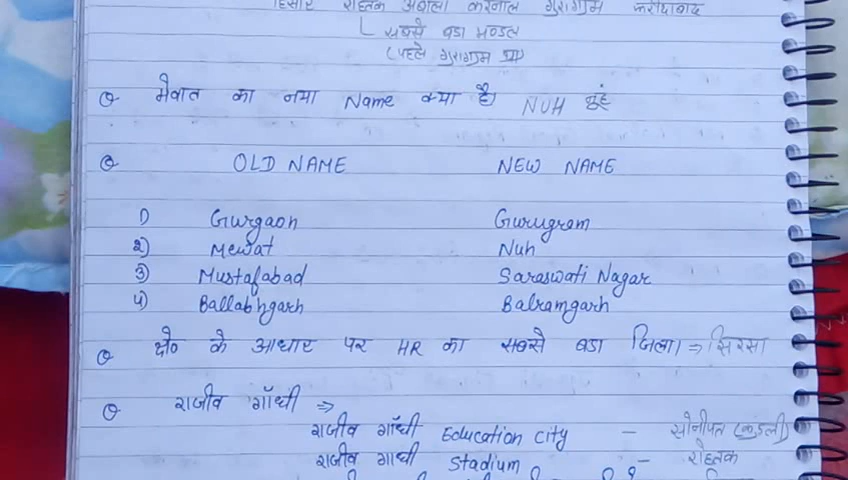 हिसार रोहतक अंबाला करनाल गुरुग्राम फरीदाबाद
सबसे बडा मण्डल
(पहले गुरुग्राम था)
Q मेवात का नया Name क्या है। NUH नूंह
Q OLD NAME NEW NAME
1) Gurgaon Gurugram
2) Mewat Nuh
3) Mustafabad Saraswati Nagar
4) Ballabhgarh Balramgarh
Q क्षे० के आधार पर HR का सबसे बडा जिला। ⇒ सिरसा
Q राजीव गाँधी ⇒
राजीव गाँधी Education city – सोनीपत (कुंडली)
राजीव गाधी Stadium – रोहतक